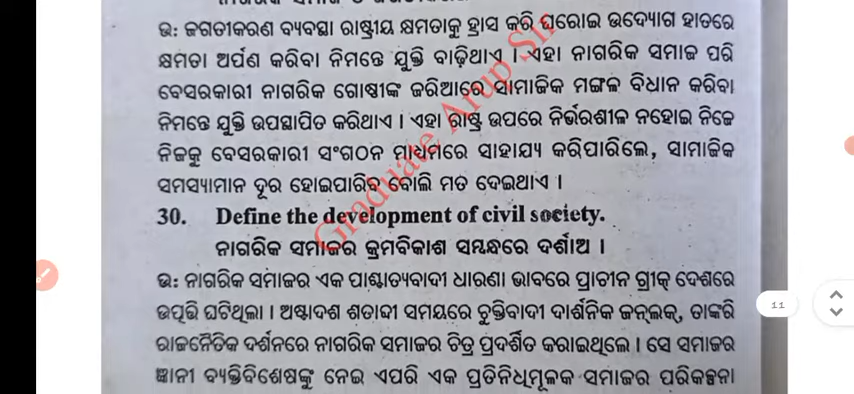 ଉ: ଜଗତୀକରଣ ବ୍ୟବସ୍ଥା ରାଷ୍ଟ୍ରୀୟ କ୍ଷମତାକୁ ହ୍ରାସ କରି ଘରୋଇ ଉଦ୍ୟୋଗ ହାତରେ
କ୍ଷମତା ଅର୍ପଣ କରିବା ନିମନ୍ତେ ଯୁକ୍ତି ବାଢ଼ିଥାଏ । ଏହା ନାଗରିକ ସମାଜ ପରି
ବେସରକାରୀ ନାଗରିକ ଗୋଷ୍ଠୀଙ୍କ ଜରିଆରେ ସାମାଜିକ ମଙ୍ଗଳ ବିଧାନ କରିବା
ନିମନ୍ତେ ଯୁକ୍ତି ଉପସ୍ଥାପିତ କରିଥାଏ । ଏହା ରାଷ୍ଟ୍ର ଉପରେ ନିର୍ଭରଶୀଳ ନହୋଇ ନିଜେ
ନିଜକୁ ବେସରକାରୀ ସଂଗଠନ ମାଧ୍ୟମରେ ସାହାଯ୍ୟ କରିପାରିଲେ, ସାମାଜିକ
ସମସ୍ୟାମାନ ଦୂର ହୋଇପାରିବ ବୋଲି ମତ ଦେଇଥାଏ ।
Graduate Arup Sir
30. Define the development of civil society.
ନାଗରିକ ସମାଜର କ୍ରମବିକାଶ ସମ୍ବନ୍ଧରେ ଦର୍ଶାଅ ।
ଉ: ନାଗରିକ ସମାଜର ଏକ ପାଶ୍ଚାତ୍ୟବାଦୀ ଧାରଣା ଭାବରେ ପ୍ରାଚୀନ ଗ୍ରୀକ୍ ଦେଶରେ
ଉତ୍ପତ୍ତି ଘଟିଥିଲା । ଅଷ୍ଟାଦଶ ଶତାବ୍ଦୀ ସମୟରେ ଚୁକ୍ତିବାଦୀ ଦାର୍ଶନିକ ଜନ୍‌ଲକ୍, ତାଙ୍କରି
ରାଜନୈତିକ ଦର୍ଶନରେ ନାଗରିକ ସମାଜର ଚିତ୍ର ପ୍ରଦର୍ଶିତ କରାଇଥିଲେ । ସେ ସମାଜର
ଜ୍ଞାନୀ ବ୍ୟକ୍ତିବିଶେଷଙ୍କୁ ନେଇ ଏପରି ଏକ ପ୍ରତିନିଧିମୂଳକ ସମାଜର ପରିକଳ୍ପନା
11